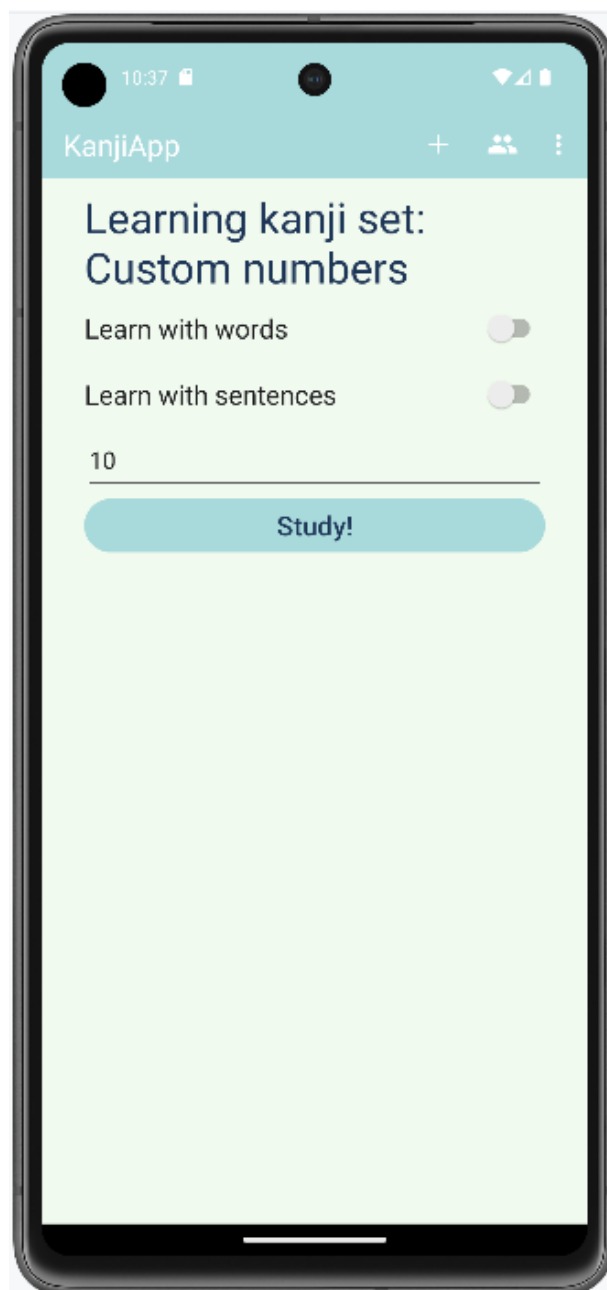 10:37
KanjiApp
Learning kanji set:
Custom numbers
Learn with words
Learn with sentences
10
Study!